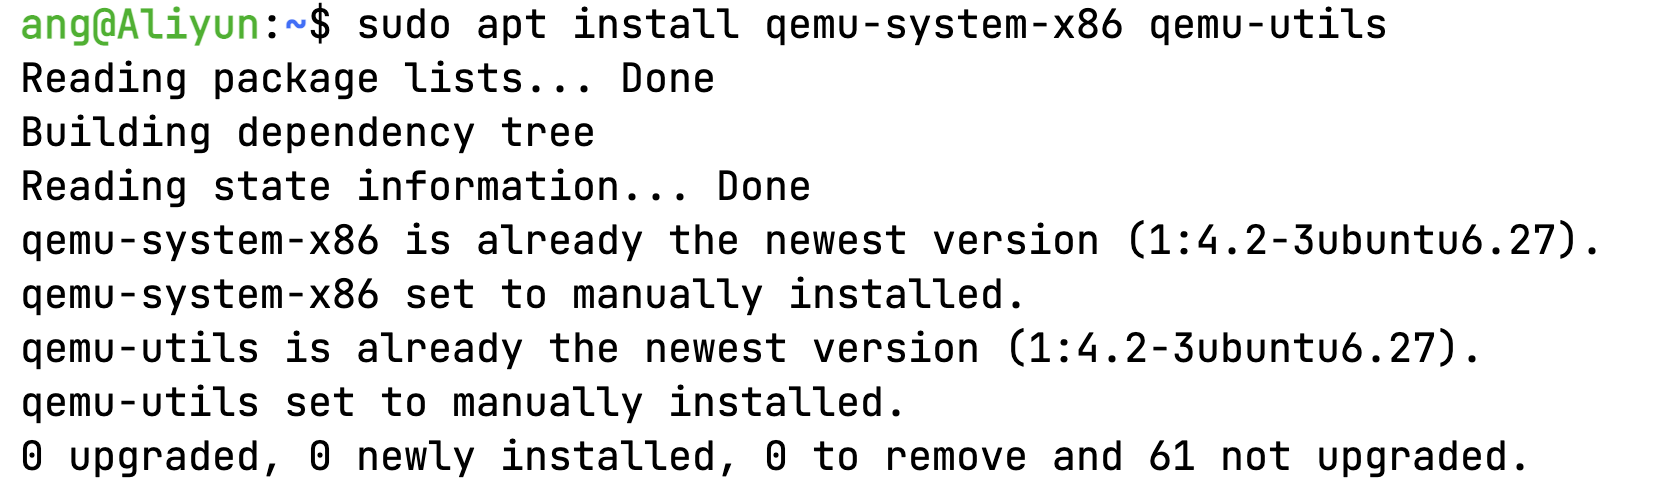 ang@Aliyun:~$ sudo apt install qemu-system-x86 qemu-utils
Reading package lists... Done
Building dependency tree
Reading state information... Done
qemu-system-x86 is already the newest version (1:4.2-3ubuntu6.27).
qemu-system-x86 set to manually installed.
qemu-utils is already the newest version (1:4.2-3ubuntu6.27).
qemu-utils set to manually installed.
0 upgraded, 0 newly installed, 0 to remove and 61 not upgraded.